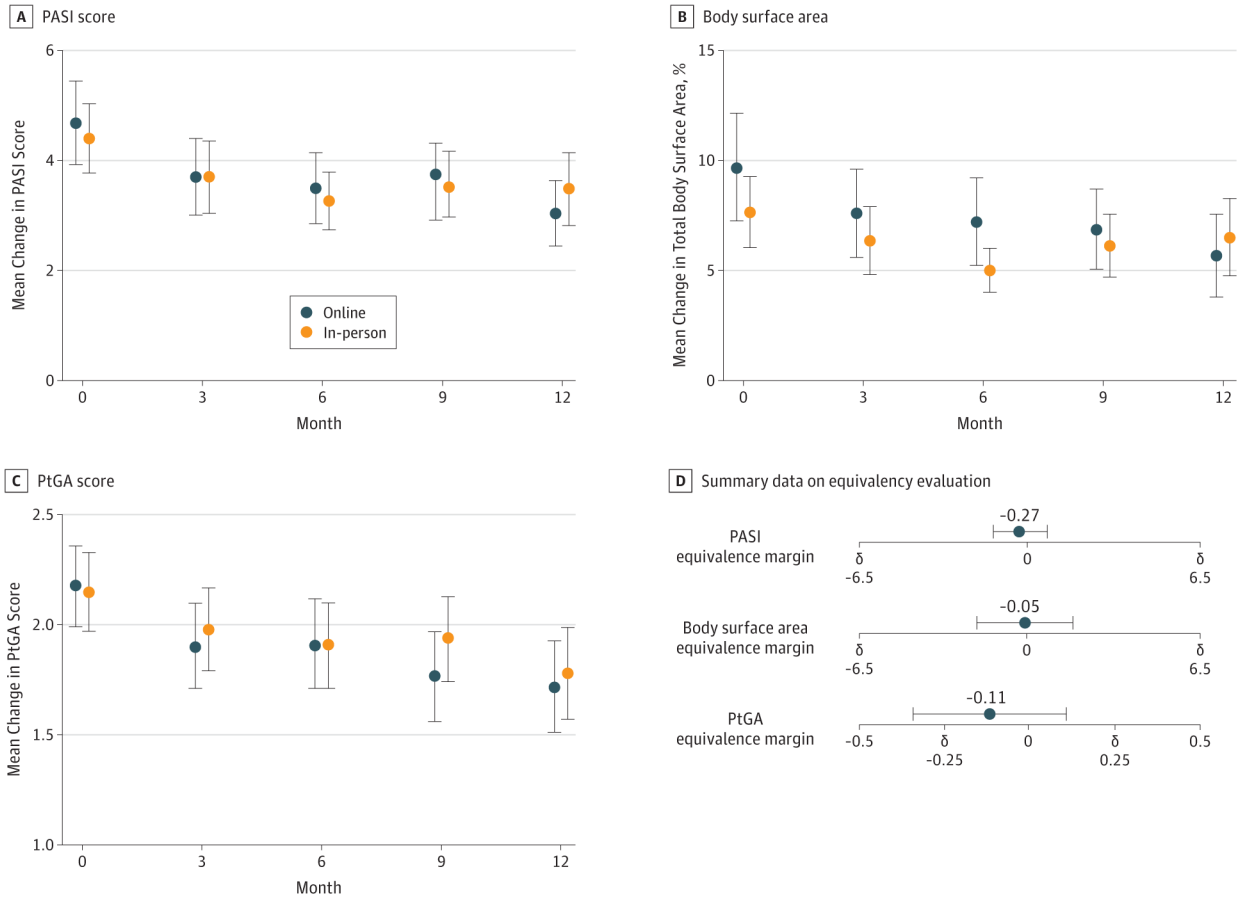 A PASI score
Mean Change in PASI Score
6
4
2
0
0 3 6 9 12
Month
Online
In-person
B Body surface area
Mean Change in Total Body Surface Area, %
15
10
5
0
0 3 6 9 12
Month
C PtGA score
Mean Change in PtGA Score
2.5
2.0
1.5
1.0
0 3 6 9 12
Month
D Summary data on equivalency evaluation
PASI
equivalence margin
-0.27
δ 0 δ
-6.5 6.5
Body surface area
equivalence margin
-0.05
δ 0 δ
-6.5 6.5
PtGA
equivalence margin
-0.11
-0.5 δ 0 δ 0.5
-0.25 0.25